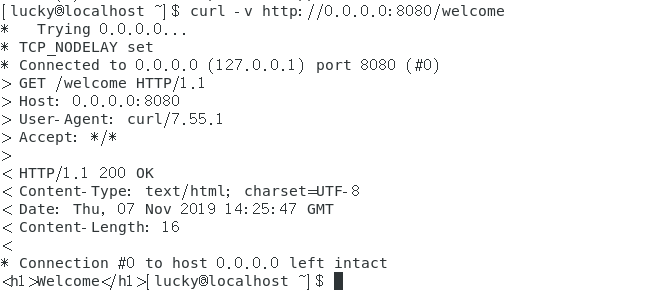 [lucky@localhost ~]$ curl -v http://0.0.0.0:8080/welcome
*   Trying 0.0.0.0...
* TCP_NODELAY set
* Connected to 0.0.0.0 (127.0.0.1) port 8080 (#0)
> GET /welcome HTTP/1.1
> Host: 0.0.0.0:8080
> User-Agent: curl/7.55.1
> Accept: */*
>
< HTTP/1.1 200 OK
< Content-Type: text/html; charset=UTF-8
< Date: Thu, 07 Nov 2019 14:25:47 GMT
< Content-Length: 16
<
* Connection #0 to host 0.0.0.0 left intact
<h1>Welcome</h1>[lucky@localhost ~]$